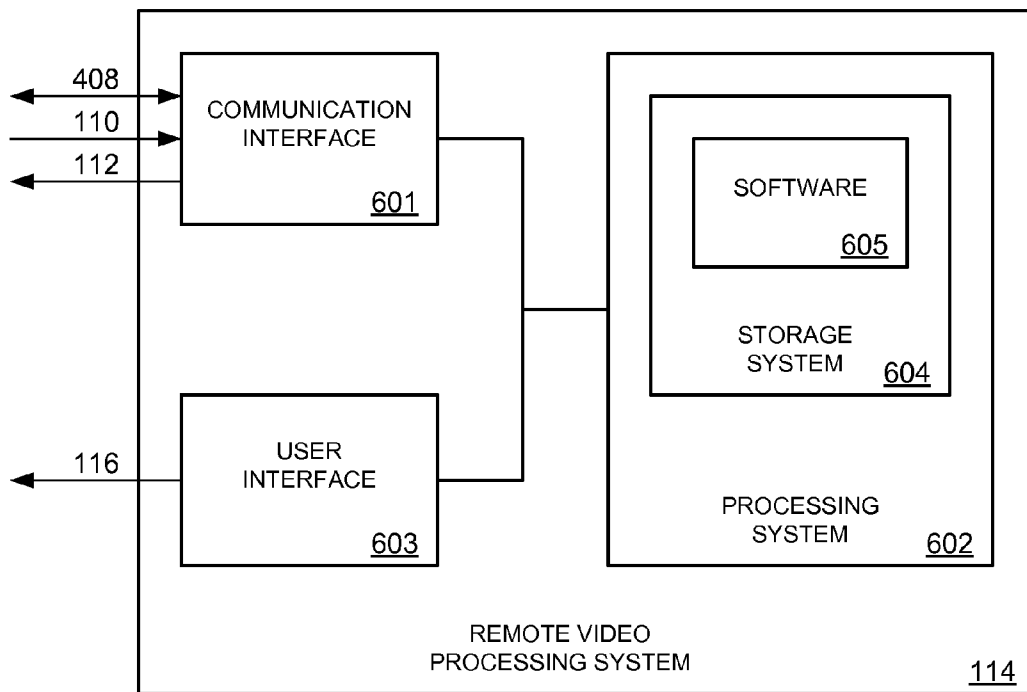 408
110
112
COMMUNICATION
INTERFACE
601
SOFTWARE
605
STORAGE
SYSTEM
604
116
USER
INTERFACE
603
PROCESSING
SYSTEM
602
REMOTE VIDEO
PROCESSING SYSTEM
114